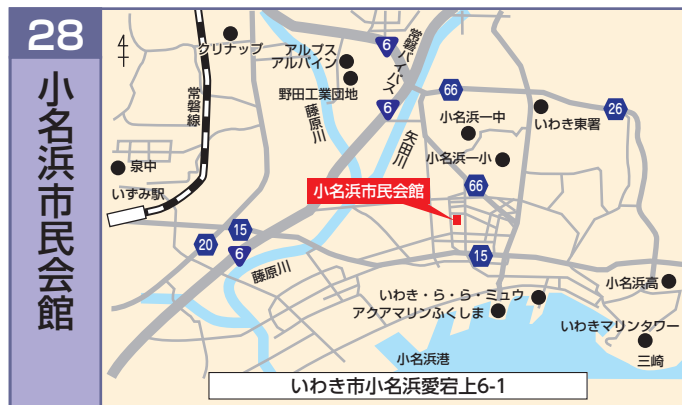 28
小名浜市民会館
クリナップ
アルプス
アルパイン
野田工業団地
常磐線
藤原川
6
常磐バイパス
6
矢田川
66
小名浜一中
いわき東署
26
小名浜一小
66
泉中
いずみ駅
小名浜市民会館
15
20
6
藤原川
15
いわき・ら・ら・ミュウ
アクアマリンふくしま
小名浜高
いわきマリンタワー
三崎
小名浜港
いわき市小名浜愛宕上6-1